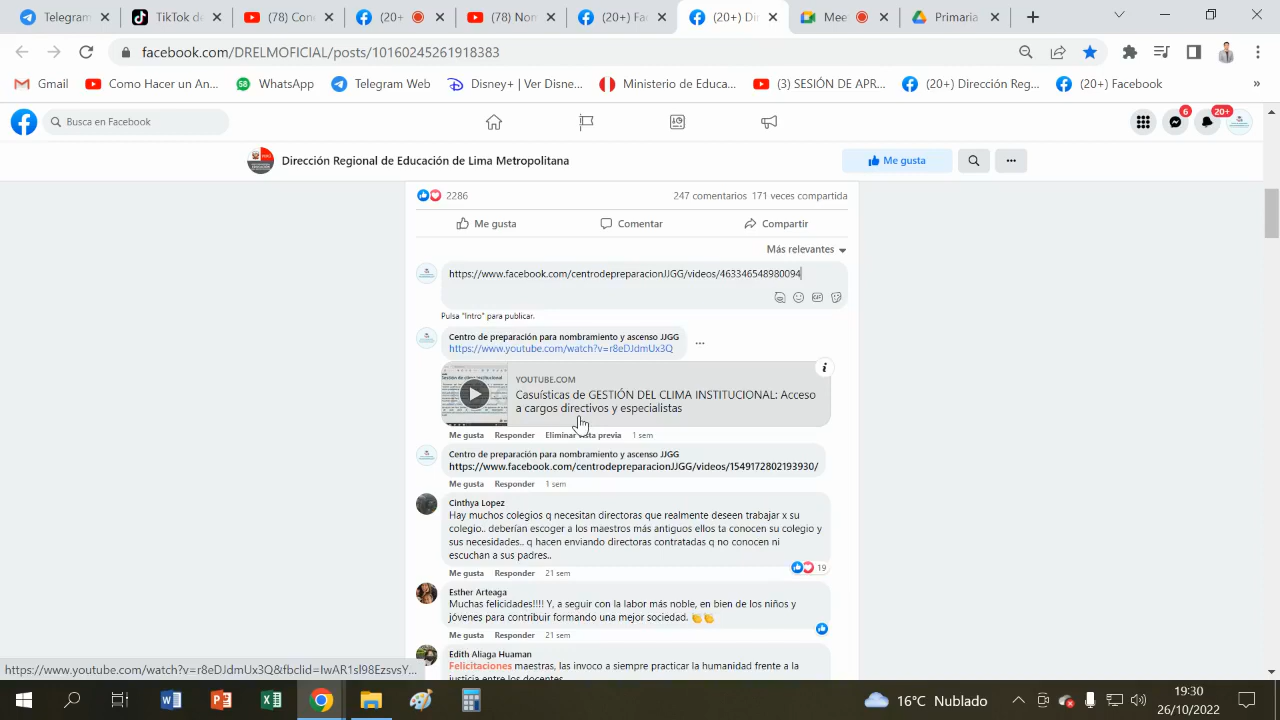 Telegram
TikTok d
(78) Con
(20+
(78) Non
(20+) Fa
(20+) Di
Mee
Primaria
facebook.com/DRELMOFICIAL/posts/10160245261918383
Gmail
Como Hacer un An...
58
WhatsApp
Telegram Web
Disney+ | Ver Disne...
Ministerio de Educa...
(3) SESIÓN DE APR...
(20+) Dirección Reg...
(20+) Facebook
»
Busca en Facebook
6
20+
Dirección Regional de Educación de Lima Metropolitana
Me gusta
2286
247 comentarios 171 veces compartida
Me gusta
Comentar
Compartir
Más relevantes
https://www.facebook.com/centrodepreparacionJJGG/videos/463346548980094
GIF
Pulsa "Intro" para publicar.
Centro de preparación para nombramiento y ascenso JJGG
https://www.youtube.com/watch?v=r8eDJdmUx3Q
YOUTUBE.COM
Casuísticas de GESTIÓN DEL CLIMA INSTITUCIONAL: Acceso
a cargos directivos y especialistas
Me gusta Responder Eliminar vista previa 1 sem
Centro de preparación para nombramiento y ascenso JJGG
https://www.facebook.com/centrodepreparacionJJGG/videos/1549172802193930/
Me gusta Responder 1 sem
Cinthya Lopez
Hay muchos colegios q necesitan directoras que realmente deseen trabajar x su
colegio.. deberían escoger a los maestros más antiguos ellos ta conocen su colegio y
sus necesidades.. q hacen enviando directoras contratadas q no conocen ni
escuchan a sus padres..
19
Me gusta Responder 21 sem
Esther Arteaga
Muchas felicidades!!!! Y, a seguir con la labor más noble, en bien de los niños y
jóvenes para contribuir formando una mejor sociedad.
Me gusta Responder 21 sem
Edith Aliaga Huaman
Felicitaciones maestras, las invoco a siempre practicar la humanidad frente a la
justicia entre los docentes
https://www.youtube.com/watch?v=r8eDJdmUx3Q&fbclid=IwAR1sI98EzsvsY...
16°C Nublado
19:30
26/10/2022